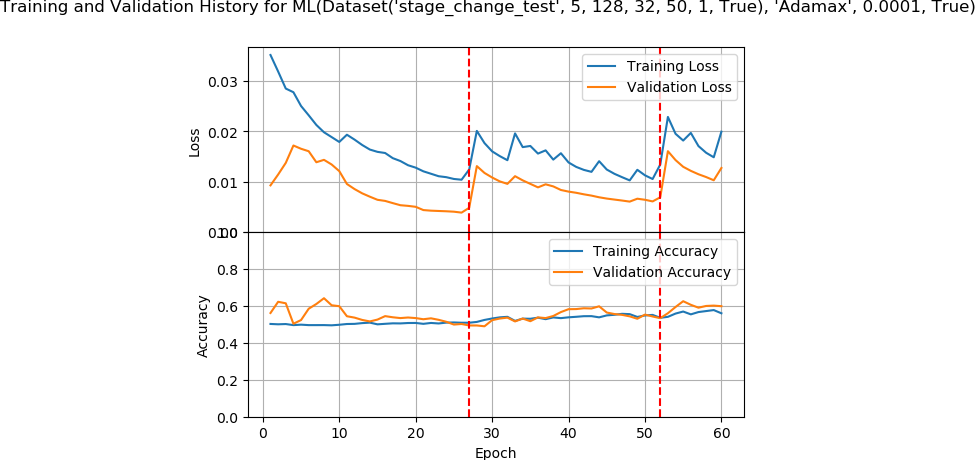 Training and Validation History for ML(Dataset('stage_change_test', 5, 128, 32, 50, 1, True), 'Adamax', 0.0001, True)
Training Loss
Validation Loss
0.03
0.02
0.01
0.00
Loss
Training Accuracy
Validation Accuracy
1.0
0.8
0.6
0.4
0.2
0.0
Accuracy
0 10 20 30 40 50 60
Epoch